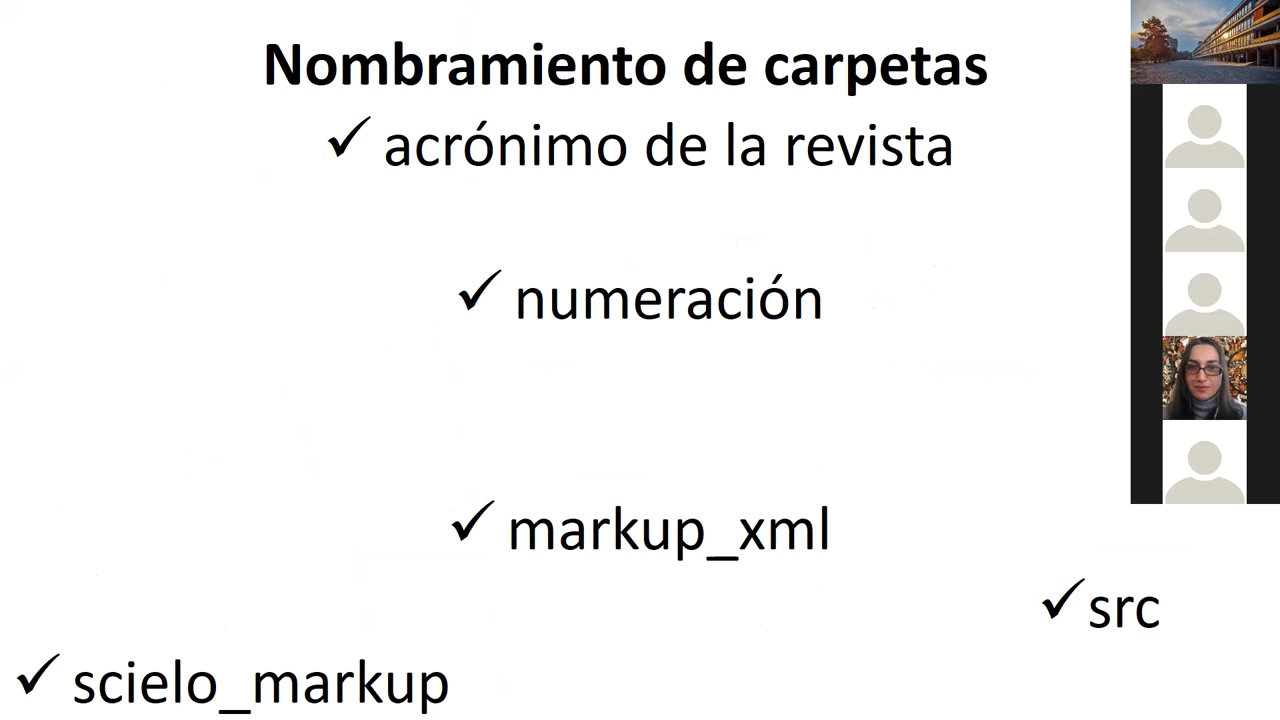 Nombramiento de carpetas
✓ acrónimo de la revista
✓ numeración
✓ markup_xml
✓ src
✓ scielo_markup